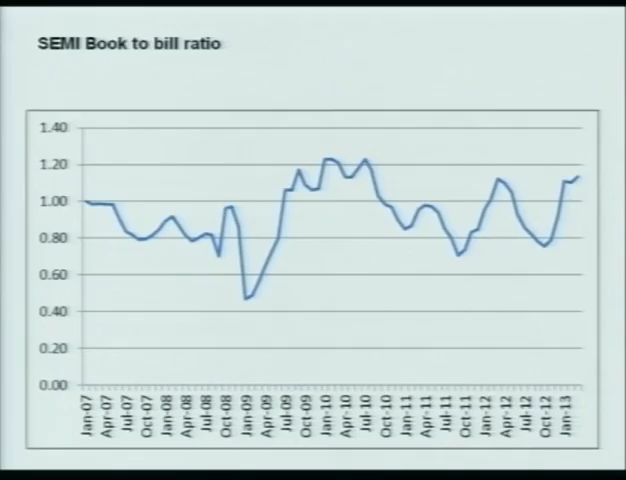 SEMI Book to bill ratio
1.40
1.20
1.00
0.80
0.60
0.40
0.20
0.00
Jan-07
Apr-07
Jul-07
Oct-07
Jan-08
Apr-08
Jul-08
Oct-08
Jan-09
Apr-09
Jul-09
Oct-09
Jan-10
Apr-10
Jul-10
Oct-10
Jan-11
Apr-11
Jul-11
Oct-11
Jan-12
Apr-12
Jul-12
Oct-12
Jan-13